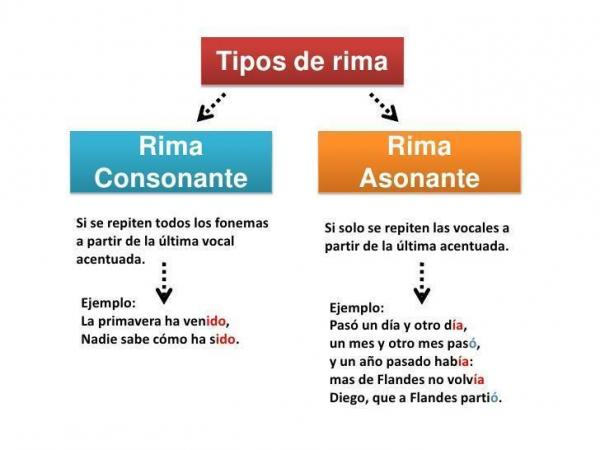 Tipos de rima
Rima
Consonante
Si se repiten todos los fonemas
a partir de la última vocal
acentuada.
Ejemplo:
La primavera ha venido,
Nadie sabe cómo ha sido.
Rima
Asonante
Si solo se repiten las vocales a
partir de la última acentuada.
Ejemplo:
Pasó un día y otro día,
un mes y otro mes pasó,
y un año pasado había:
mas de Flandes no volvía
Diego, que a Flandes partió.